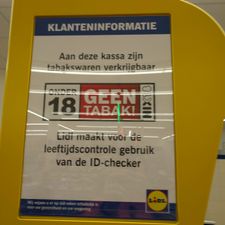 KLANTENINFORMATIE
Aan deze kassa zijn
tabakswaren verkrijgbaar
ONDER
18
GEEN
TABAK!
Lidl maakt voor de
leeftijdscontrole gebruik
van de ID-checker
LIDL